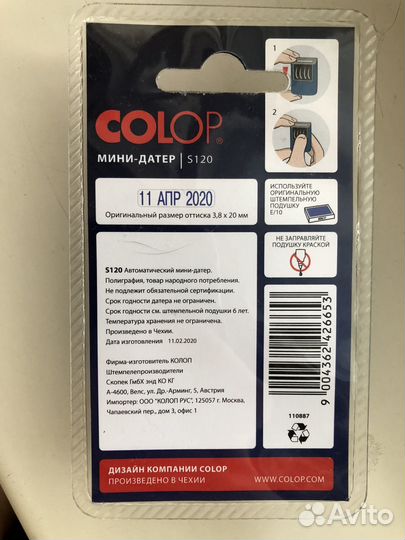 1
2
COLOP®
МИНИ-ДАТЕР | S120
11 АПР 2020
Оригинальный размер оттиска 3,8 x 20 мм
ИСПОЛЬЗУЙТЕ
ОРИГИНАЛЬНУЮ
ШТЕМПЕЛЬНУЮ
ПОДУШКУ
E/10
НЕ ЗАПРАВЛЯЙТЕ
ПОДУШКУ КРАСКОЙ
S120 Автоматический мини-датер.
Полиграфия, товар народного потребления.
Не подлежит обязательной сертификации.
Срок годности датера не ограничен.
Срок годности см. штемпельной подушки 6 лет.
Температура хранения не ограничена.
Произведено в Чехии.
Дата изготовления 11.02.2020
Фирма-изготовитель КОЛОП
Штемпелепроизводители
Скопек ГмбХ энд КО КГ
А-4600, Велс, ул. Др.-Арминг, 5, Австрия
Импортер: ООО "КОЛОП РУС", 125057 г. Москва,
Чапаевский пер., дом 3, офис 1
9 004362 426653
110887
ДИЗАЙН КОМПАНИИ COLOP
ПРОИЗВЕДЕНО В ЧЕХИИ
WWW.COLOP.COM
Avito